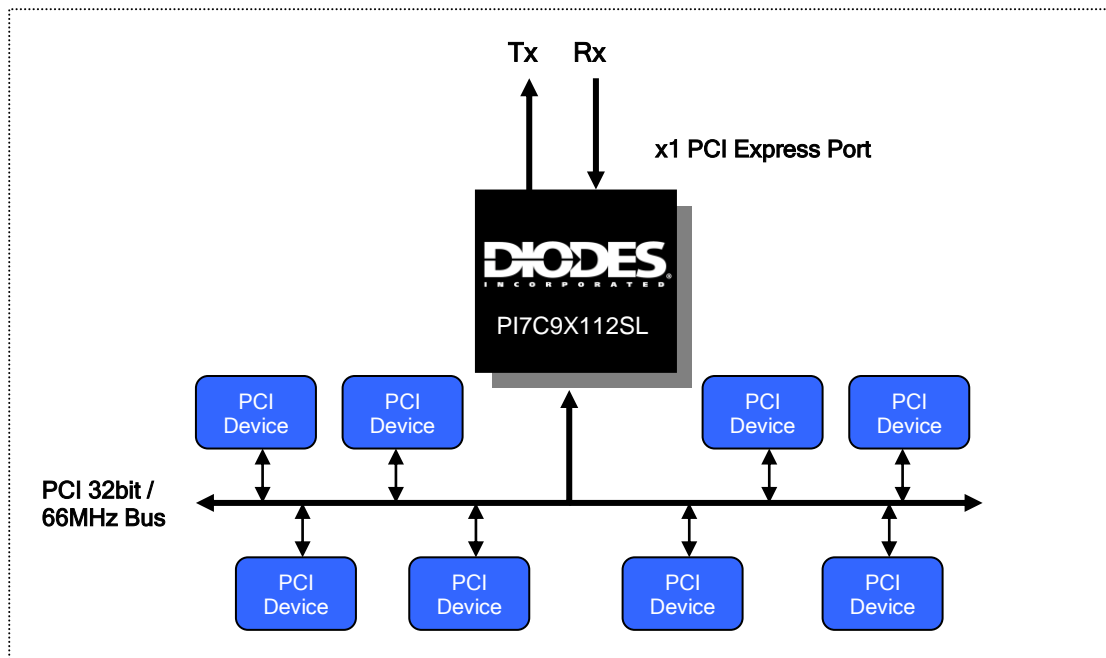 Tx Rx
x1 PCI Express Port
DIODES®
INCORPORATED
PI7C9X112SL
PCI
Device
PCI
Device
PCI
Device
PCI
Device
PCI 32bit /
66MHz Bus
PCI
Device
PCI
Device
PCI
Device
PCI
Device